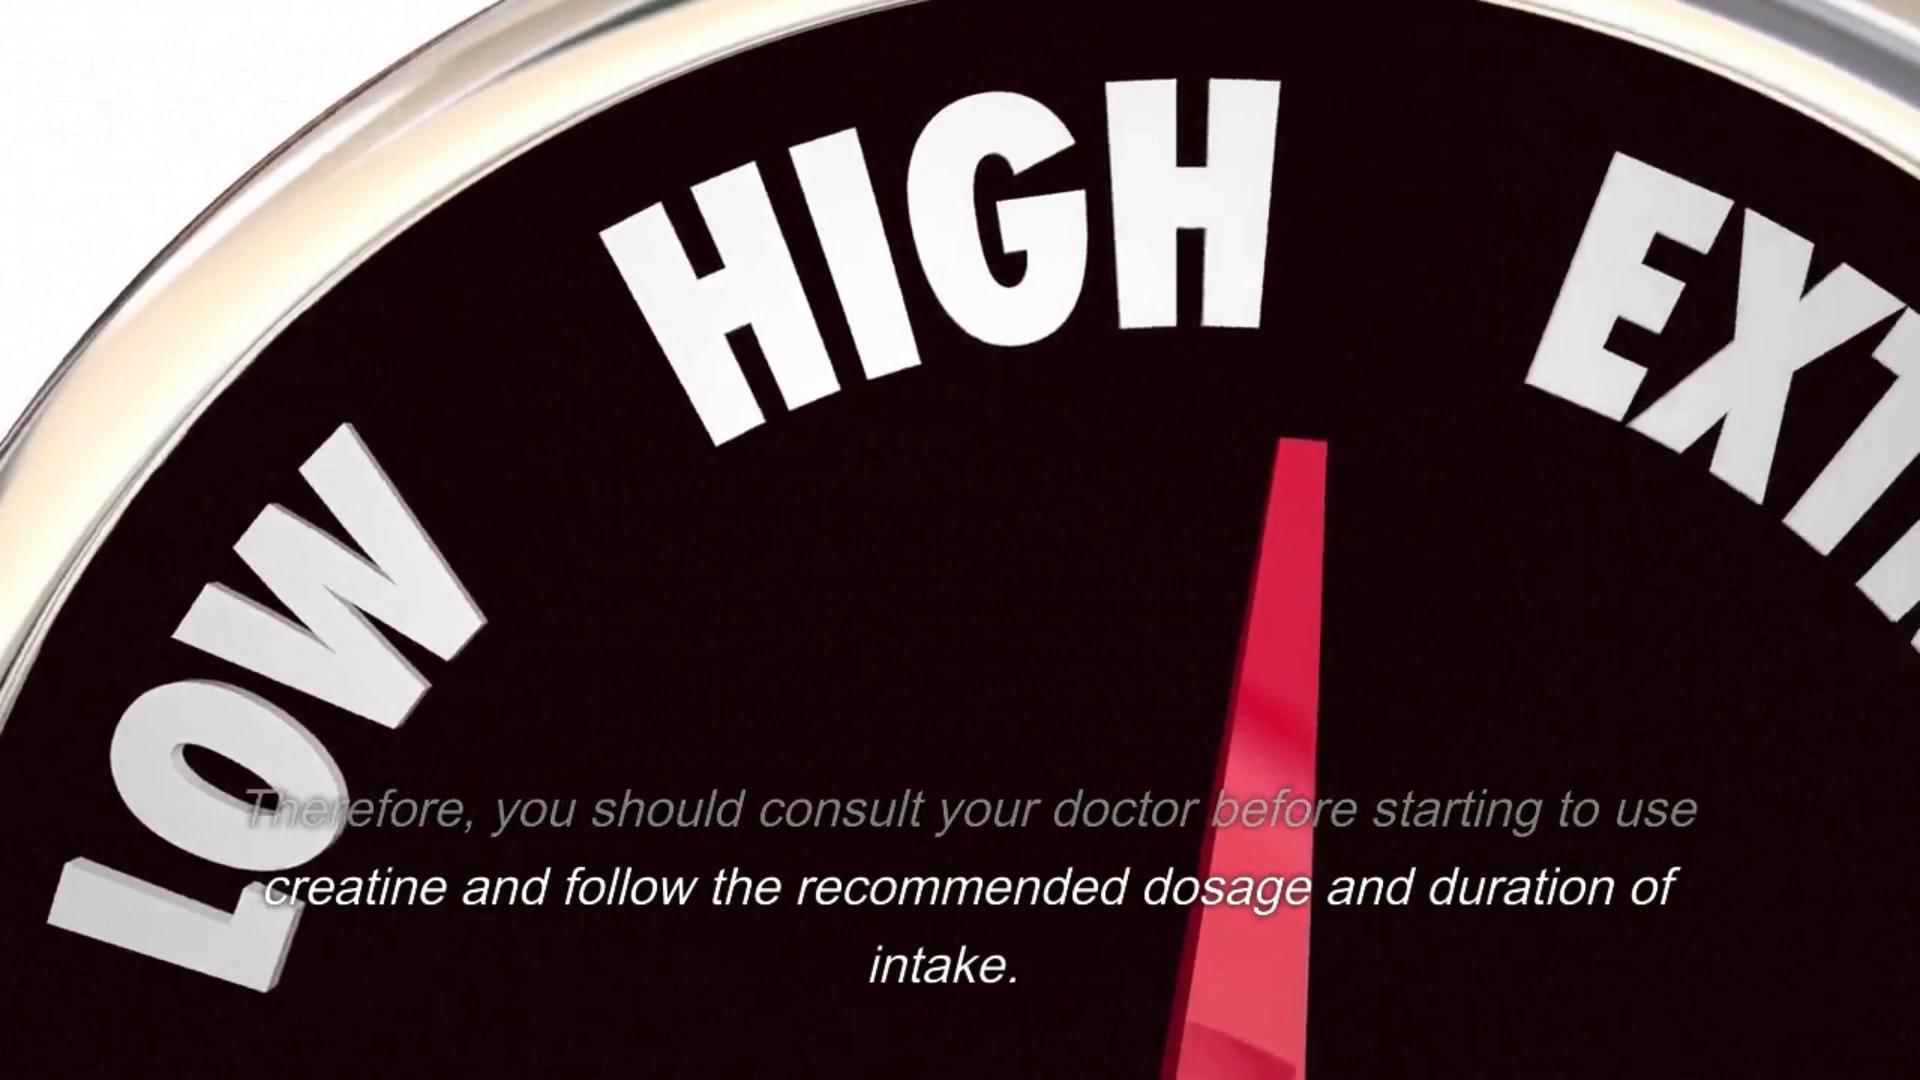 LOW
HIGH
Therefore, you should consult your doctor before starting to use
creatine and follow the recommended dosage and duration of
intake.